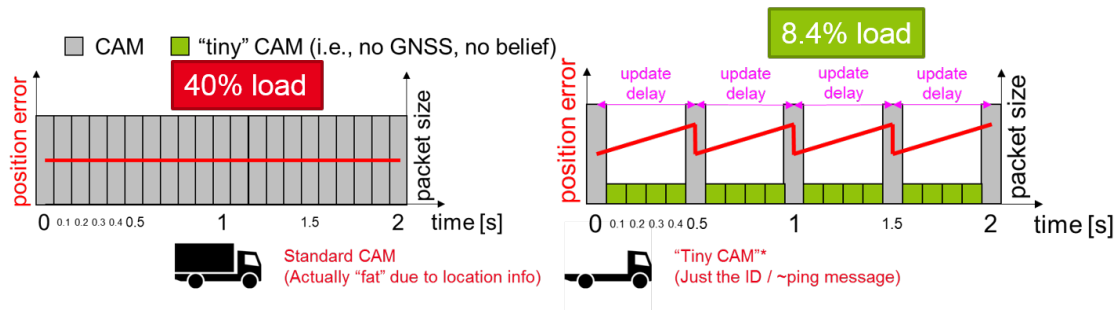 CAM
“tiny” CAM (i.e., no GNSS, no belief)
40% load
position error
packet size
0 0.1 0.2 0.3 0.4 0.5 1 1.5 2 time [s]
Standard CAM
(Actually “fat” due to location info)
8.4% load
update delay
update delay
update delay
update delay
position error
packet size
0 0.1 0.2 0.3 0.4 0.5 1 1.5 2 time [s]
“Tiny CAM”*
(Just the ID / ~ping message)